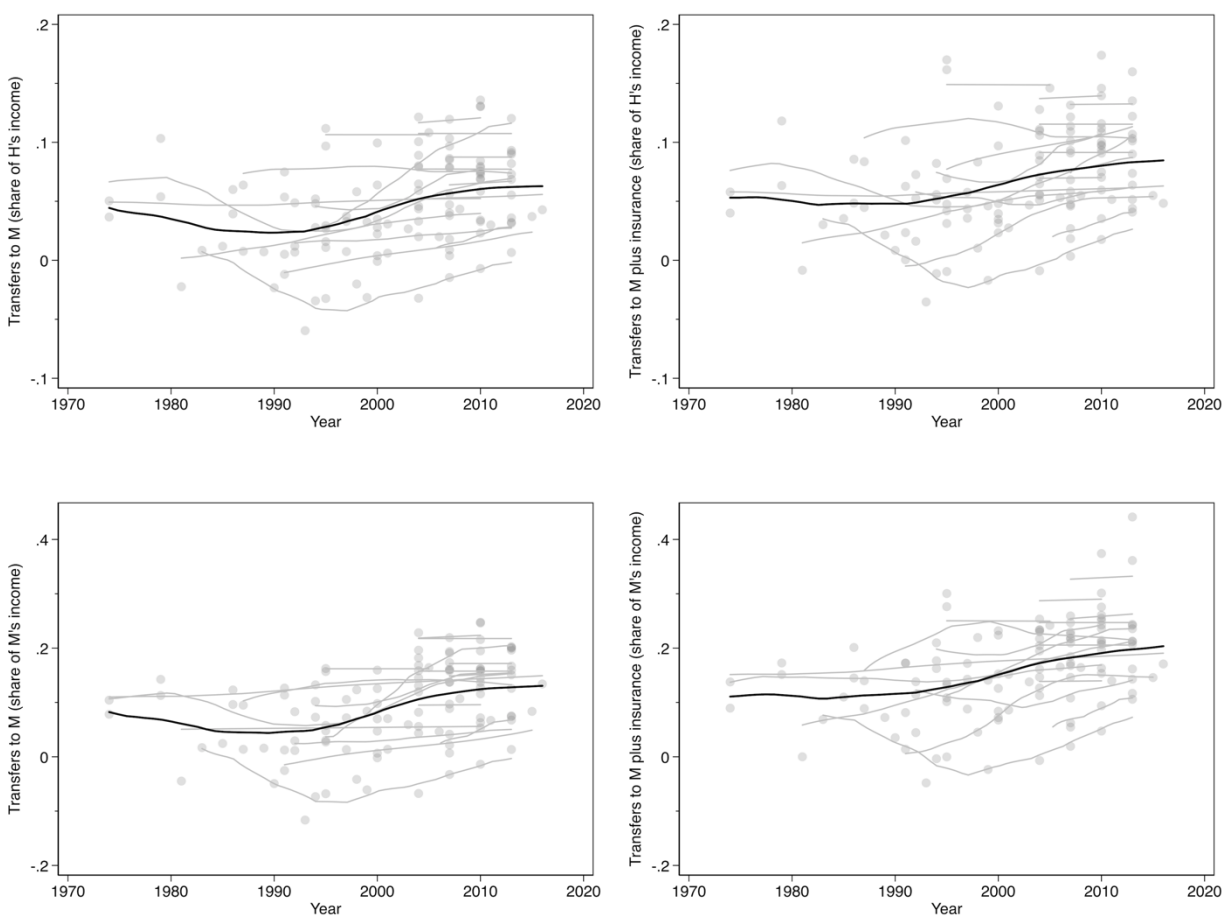 Transfers to M (share of H's income)
.2
.1
0
-.1
1970 1980 1990 2000 2010 2020
Year
Transfers to M plus insurance (share of H's income)
.2
.1
0
-.1
1970 1980 1990 2000 2010 2020
Year
Transfers to M (share of M's income)
.4
.2
0
-.2
1970 1980 1990 2000 2010 2020
Year
Transfers to M plus insurance (share of M's income)
.4
.2
0
-.2
1970 1980 1990 2000 2010 2020
Year